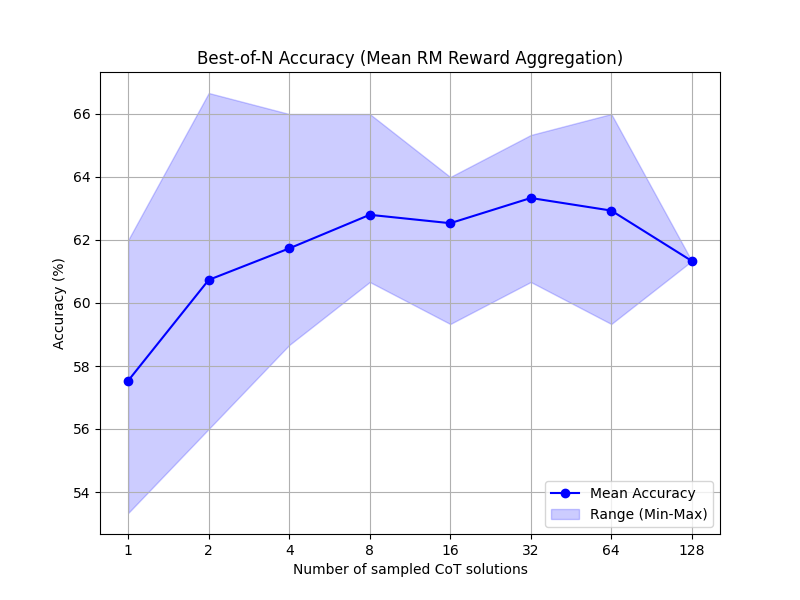 Best-of-N Accuracy (Mean RM Reward Aggregation)
Accuracy (%)
66
64
62
60
58
56
54
1 2 4 8 16 32 64 128
Number of sampled CoT solutions
Mean Accuracy
Range (Min-Max)